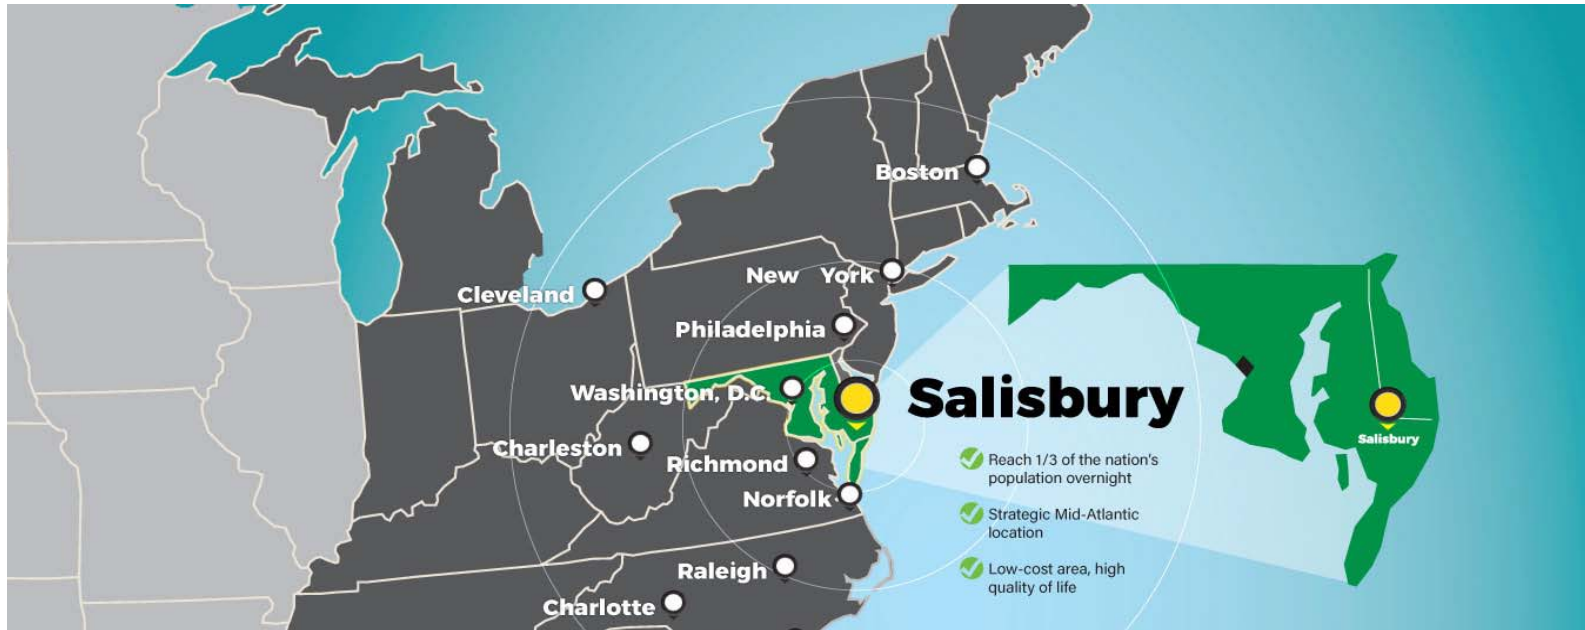 Boston
New York
Cleveland
Philadelphia
Washington, D.C.
Salisbury
Charleston
Richmond
Norfolk
Raleigh
Charlotte
Reach 1/3 of the nation's
population overnight
Strategic Mid-Atlantic
location
Low-cost area, high
quality of life
Salisbury